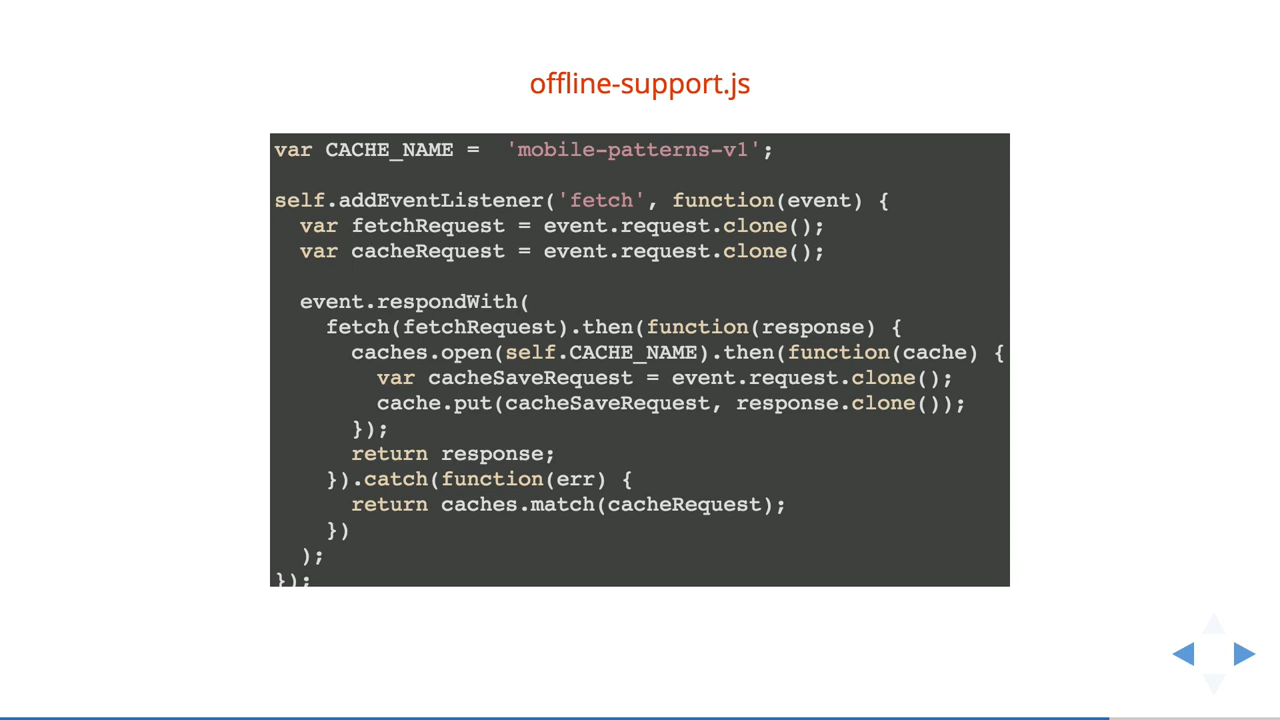 offline-support.js
var CACHE_NAME =  'mobile-patterns-v1';
self.addEventListener('fetch', function(event) {
  var fetchRequest = event.request.clone();
  var cacheRequest = event.request.clone();
  event.respondWith(
    fetch(fetchRequest).then(function(response) {
      caches.open(self.CACHE_NAME).then(function(cache) {
        var cacheSaveRequest = event.request.clone();
        cache.put(cacheSaveRequest, response.clone());
      });
      return response;
    }).catch(function(err) {
      return caches.match(cacheRequest);
    })
  );
});